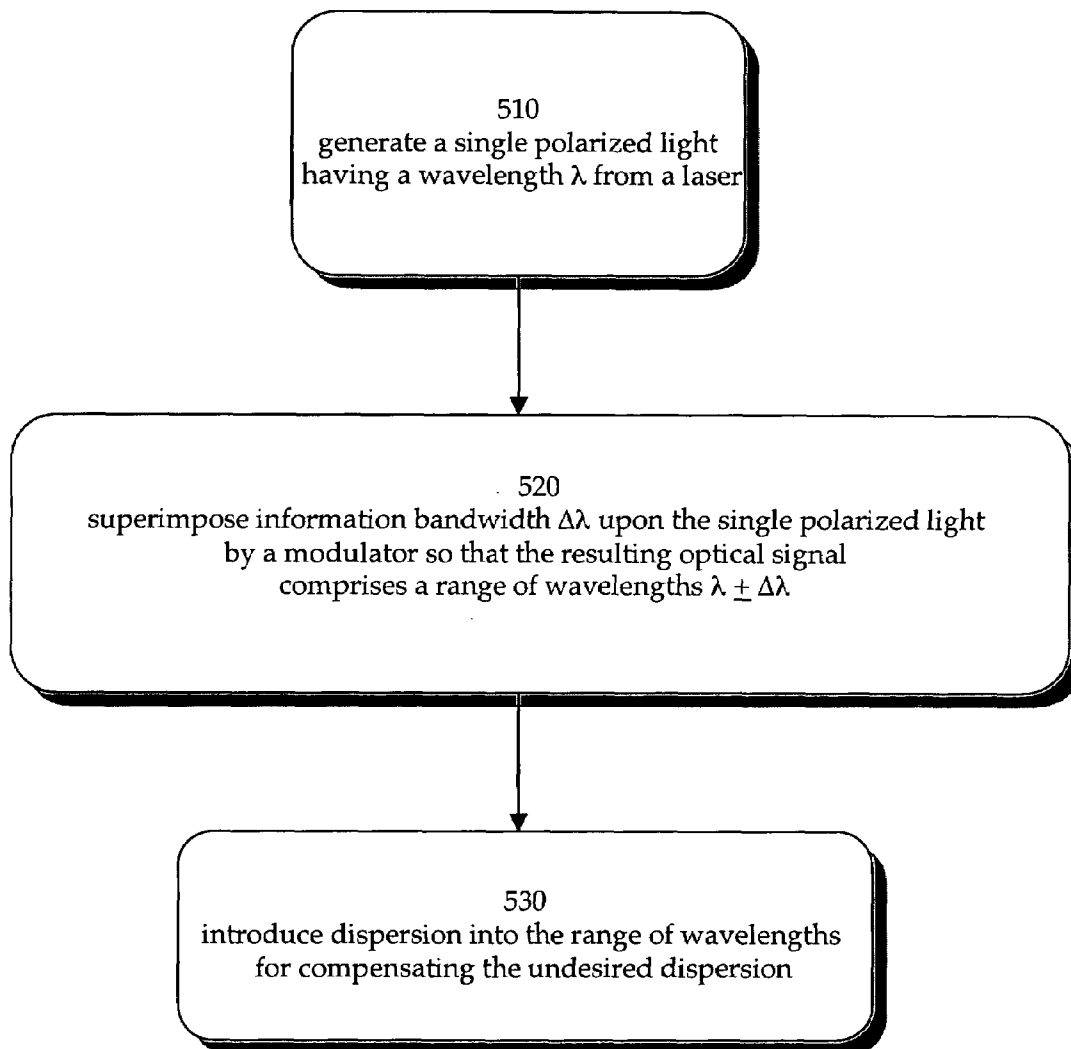 510
generate a single polarized light
having a wavelength λ from a laser
520
superimpose information bandwidth Δλ upon the single polarized light
by a modulator so that the resulting optical signal
comprises a range of wavelengths λ ± Δλ
530
introduce dispersion into the range of wavelengths
for compensating the undesired dispersion